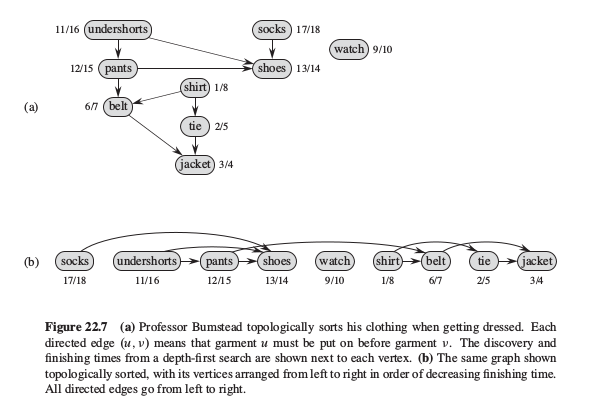 11/16 undershorts socks 17/18
watch 9/10
12/15 pants shoes 13/14
shirt 1/8
(a) 6/7 belt
tie 2/5
jacket 3/4
(b) socks undershorts pants shoes watch shirt belt tie jacket
17/18 11/16 12/15 13/14 9/10 1/8 6/7 2/5 3/4
Figure 22.7 (a) Professor Bumstead topologically sorts his clothing when getting dressed. Each
directed edge (u, v) means that garment u must be put on before garment v. The discovery and
finishing times from a depth-first search are shown next to each vertex. (b) The same graph shown
topologically sorted, with its vertices arranged from left to right in order of decreasing finishing time.
All directed edges go from left to right.